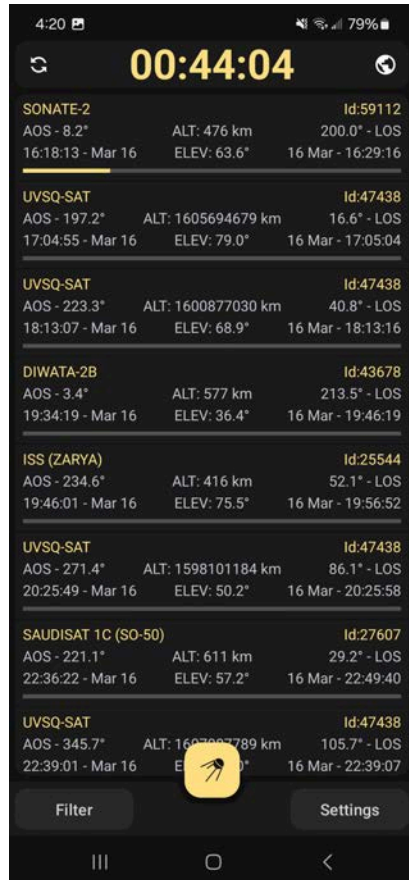 4:20 79%
00:44:04
SONATE-2 Id:59112
AOS - 8.2° ALT: 476 km 200.0° - LOS
16:18:13 - Mar 16 ELEV: 63.6° 16 Mar - 16:29:16
UVSQ-SAT Id:47438
AOS - 197.2° ALT: 1605694679 km 16.6° - LOS
17:04:55 - Mar 16 ELEV: 79.0° 16 Mar - 17:05:04
UVSQ-SAT Id:47438
AOS - 223.3° ALT: 1600877030 km 40.8° - LOS
18:13:07 - Mar 16 ELEV: 68.9° 16 Mar - 18:13:16
DIWATA-2B Id:43678
AOS - 3.4° ALT: 577 km 213.5° - LOS
19:34:19 - Mar 16 ELEV: 36.4° 16 Mar - 19:46:19
ISS (ZARYA) Id:25544
AOS - 234.6° ALT: 416 km 52.1° - LOS
19:46:01 - Mar 16 ELEV: 75.5° 16 Mar - 19:56:52
UVSQ-SAT Id:47438
AOS - 271.4° ALT: 1598101184 km 86.1° - LOS
20:25:49 - Mar 16 ELEV: 50.2° 16 Mar - 20:25:58
SAUDISAT 1C (SO-50) Id:27607
AOS - 221.1° ALT: 611 km 29.2° - LOS
22:36:22 - Mar 16 ELEV: 57.2° 16 Mar - 22:49:40
UVSQ-SAT Id:47438
AOS - 345.7° ALT: km 105.7° - LOS
22:39:01 - Mar 16 16 Mar - 22:39:07
Filter Settings